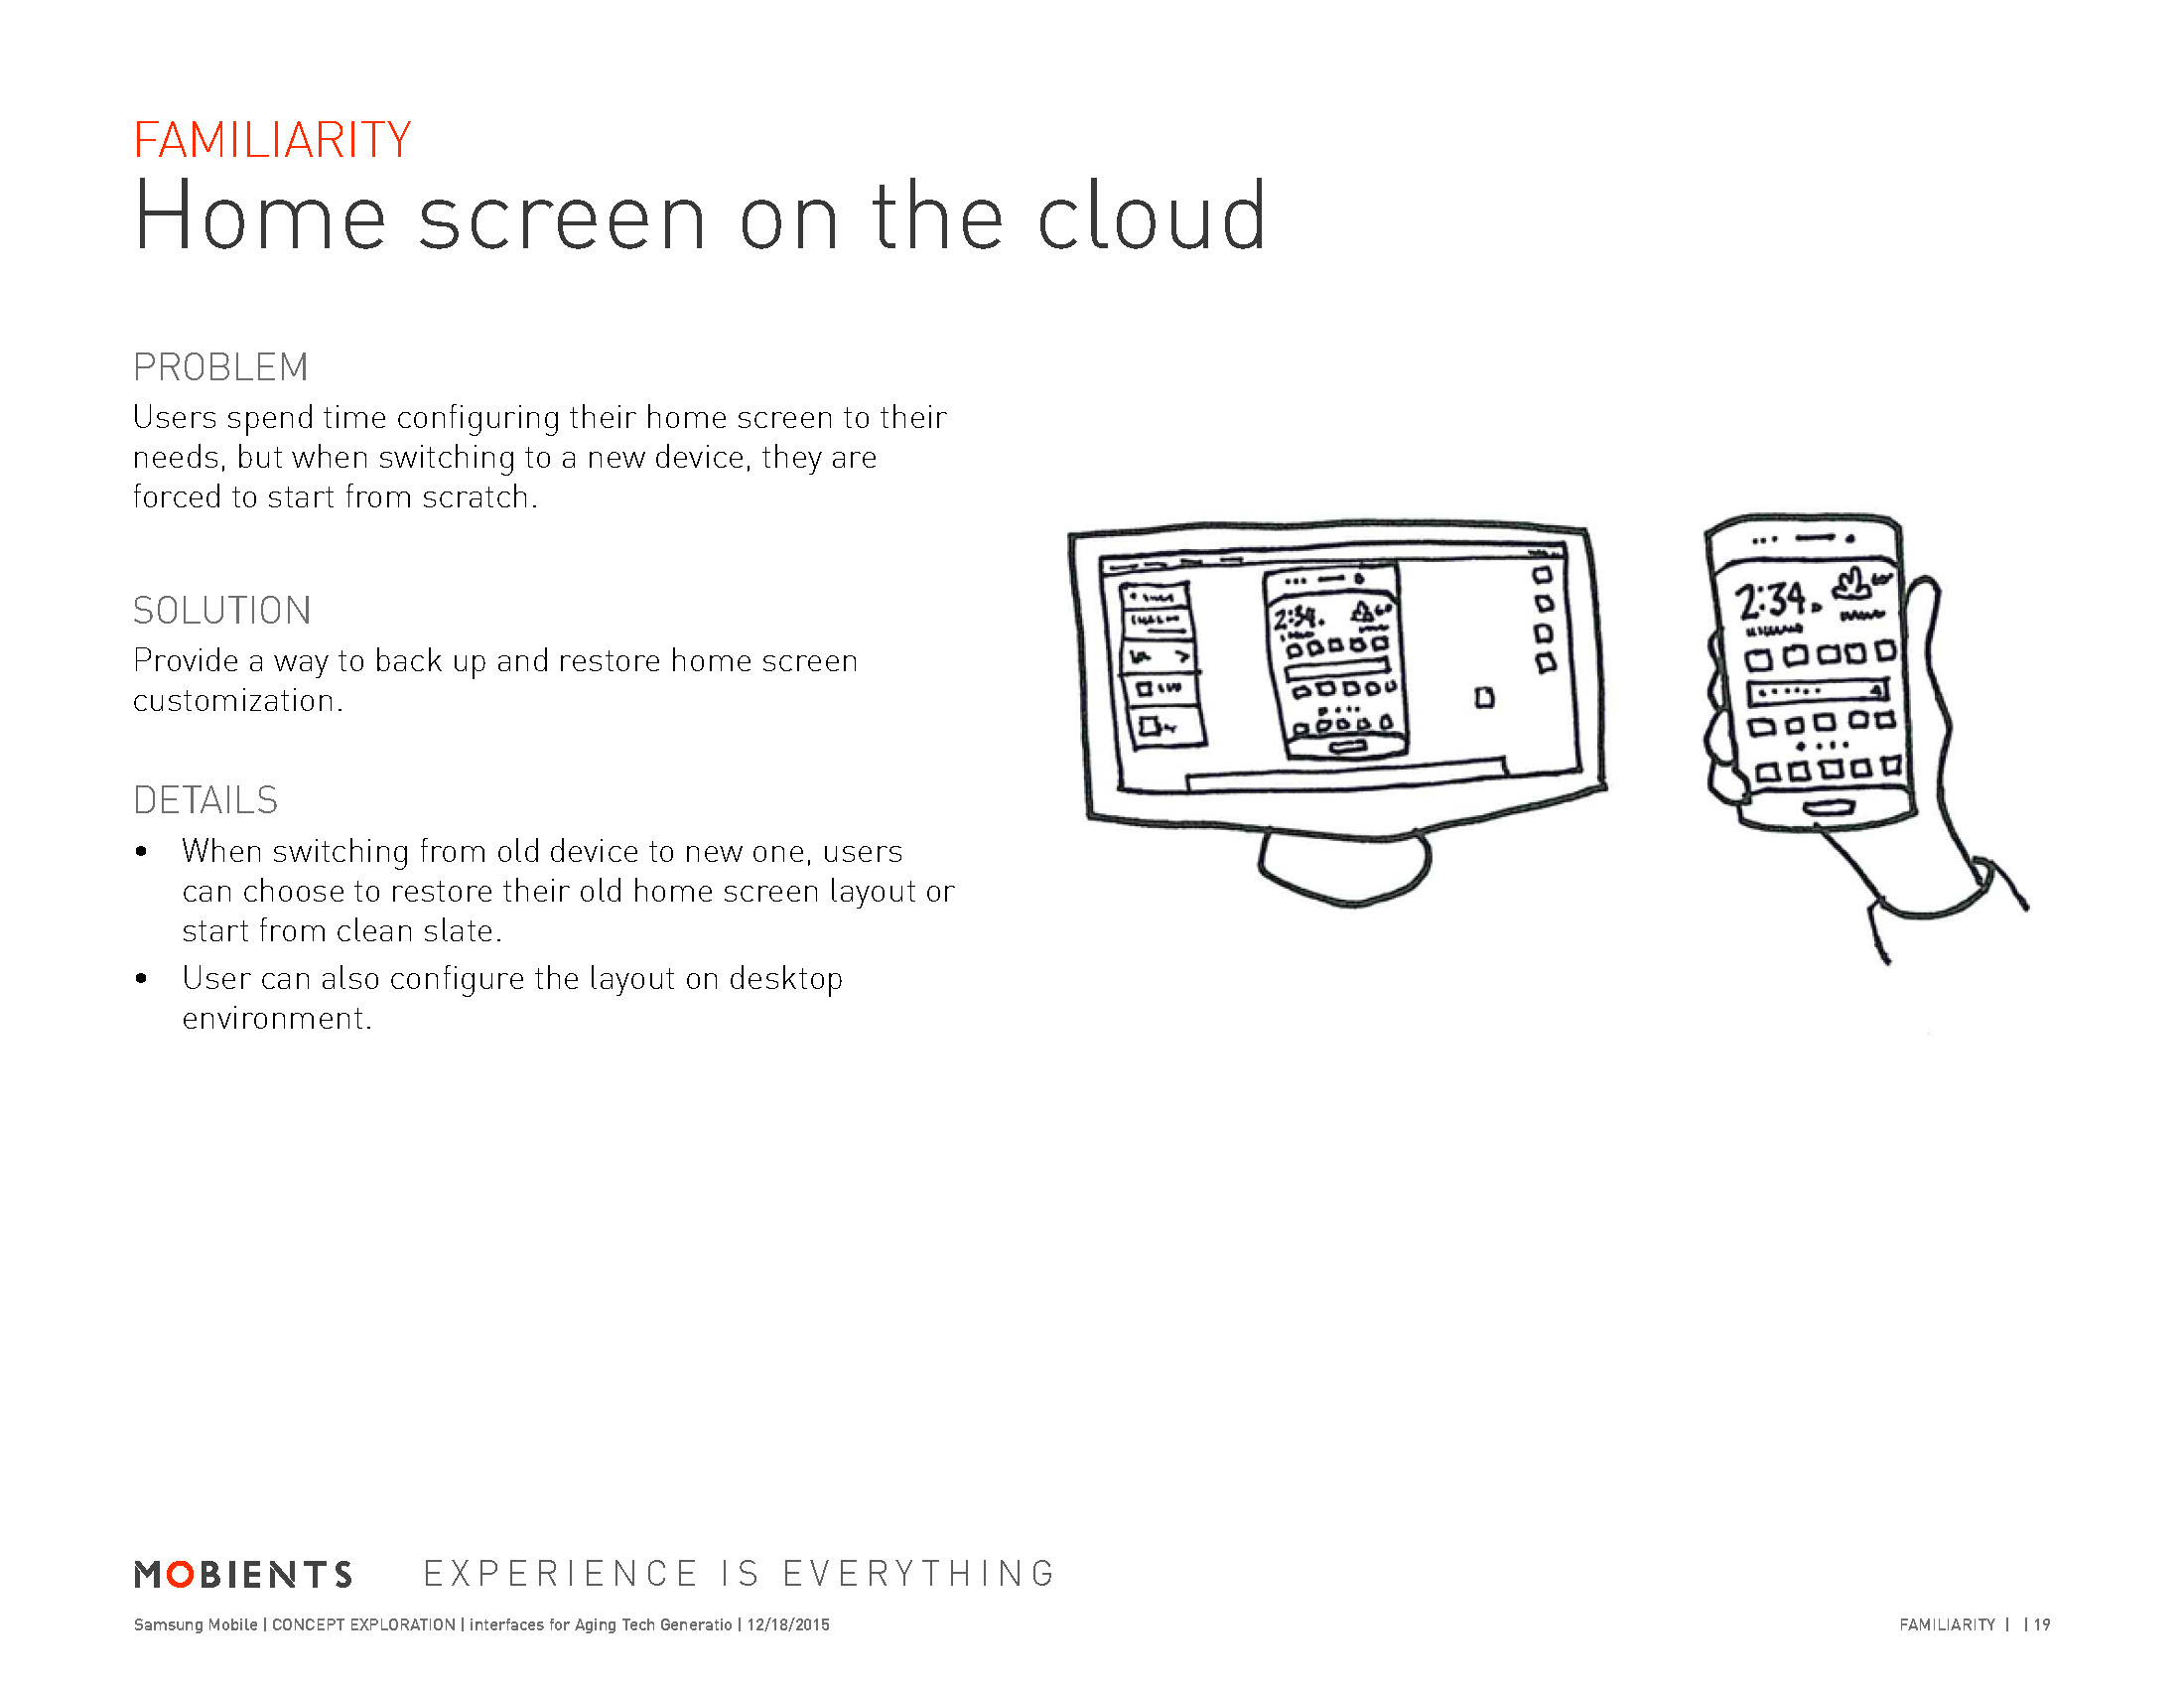 FAMILIARITY
Home screen on the cloud
PROBLEM
Users spend time configuring their home screen to their
needs, but when switching to a new device, they are
forced to start from scratch.
SOLUTION
Provide a way to back up and restore home screen
customization.
DETAILS
• When switching from old device to new one, users
can choose to restore their old home screen layout or
start from clean slate.
• User can also configure the layout on desktop
environment.
2:34
2:34
MOBIENTS EXPERIENCE IS EVERYTHING
Samsung Mobile | CONCEPT EXPLORATION | interfaces for Aging Tech Generatio | 12/18/2015
FAMILIARITY | | 19